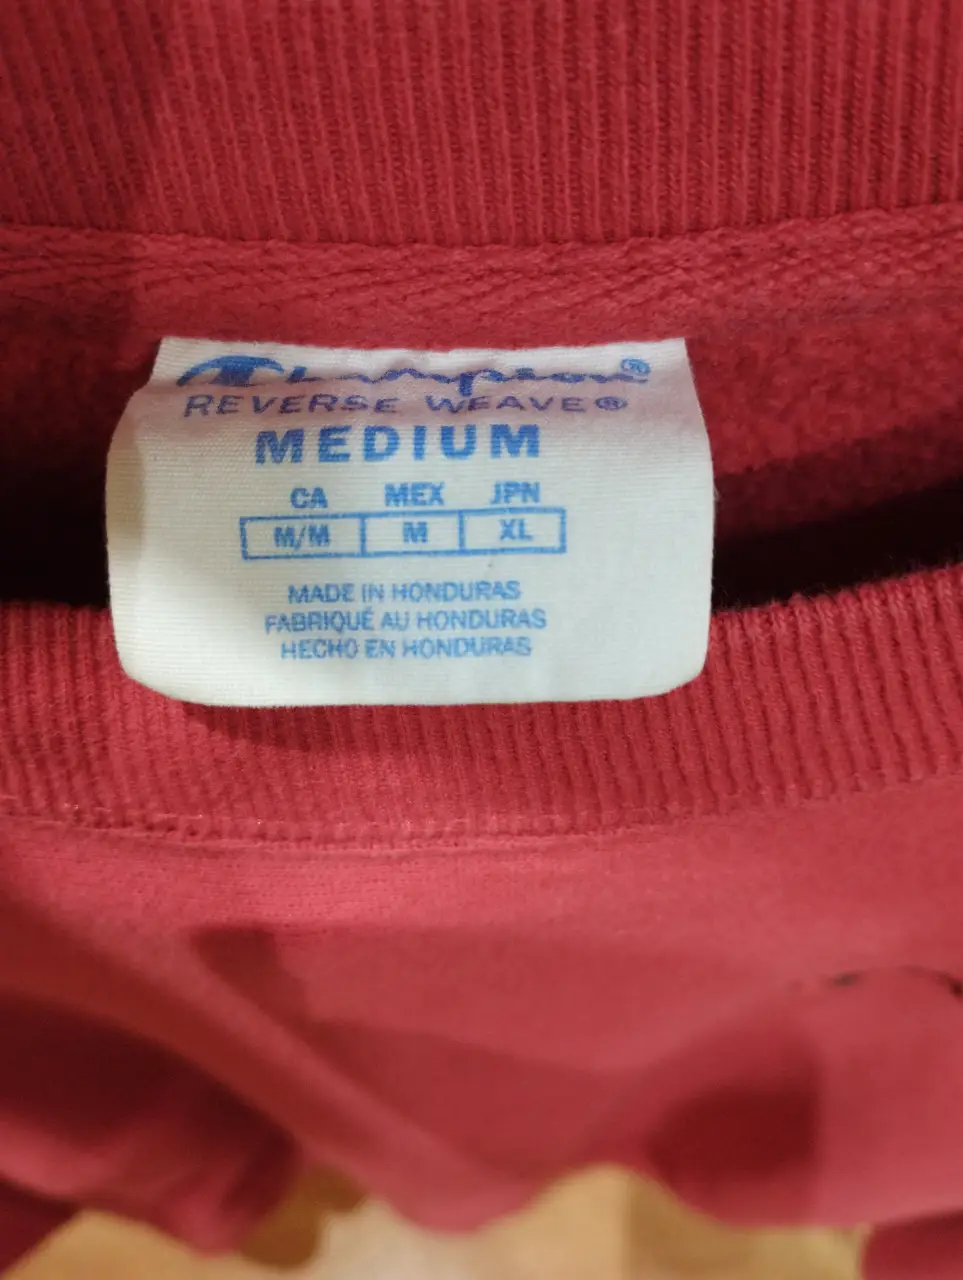 Champion®
REVERSE WEAVE®
MEDIUM
CA MEX JPN
M/M M XL
MADE IN HONDURAS
FABRIQUÉ AU HONDURAS
HECHO EN HONDURAS